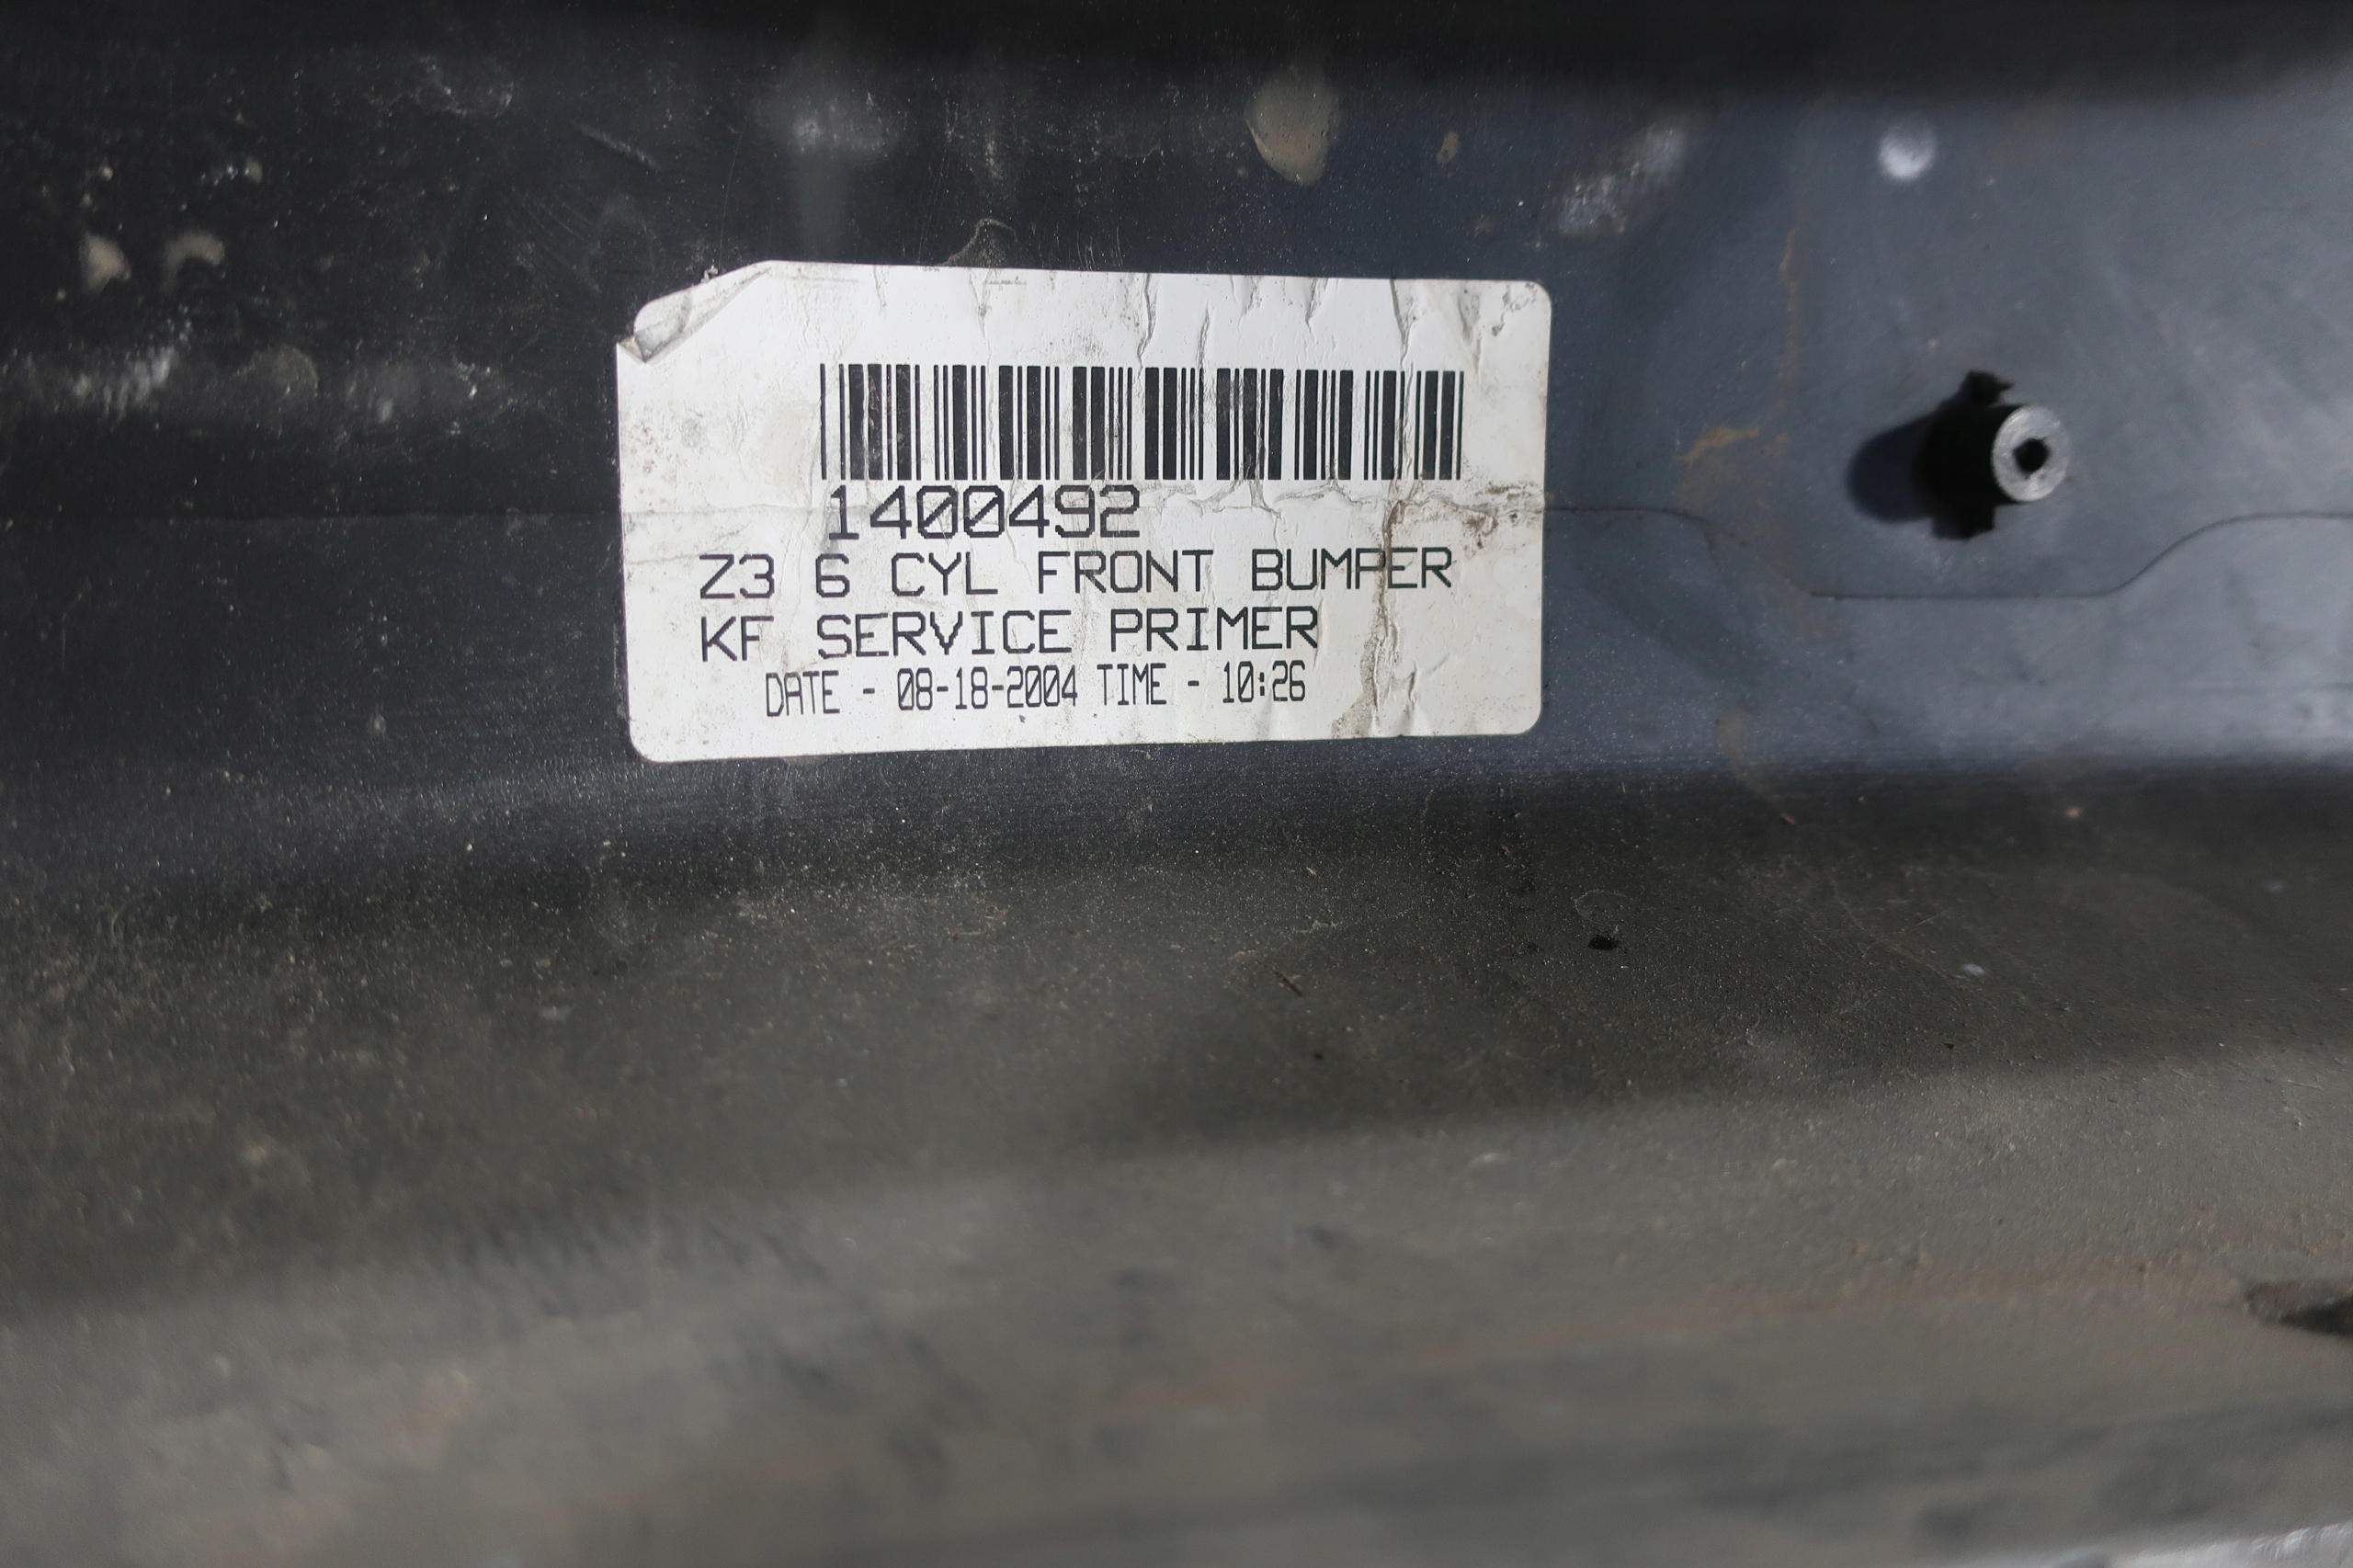 1400492
Z3 6 CYL FRONT BUMPER
KF SERVICE PRIMER
DATE - 08-18-2004 TIME - 10:26